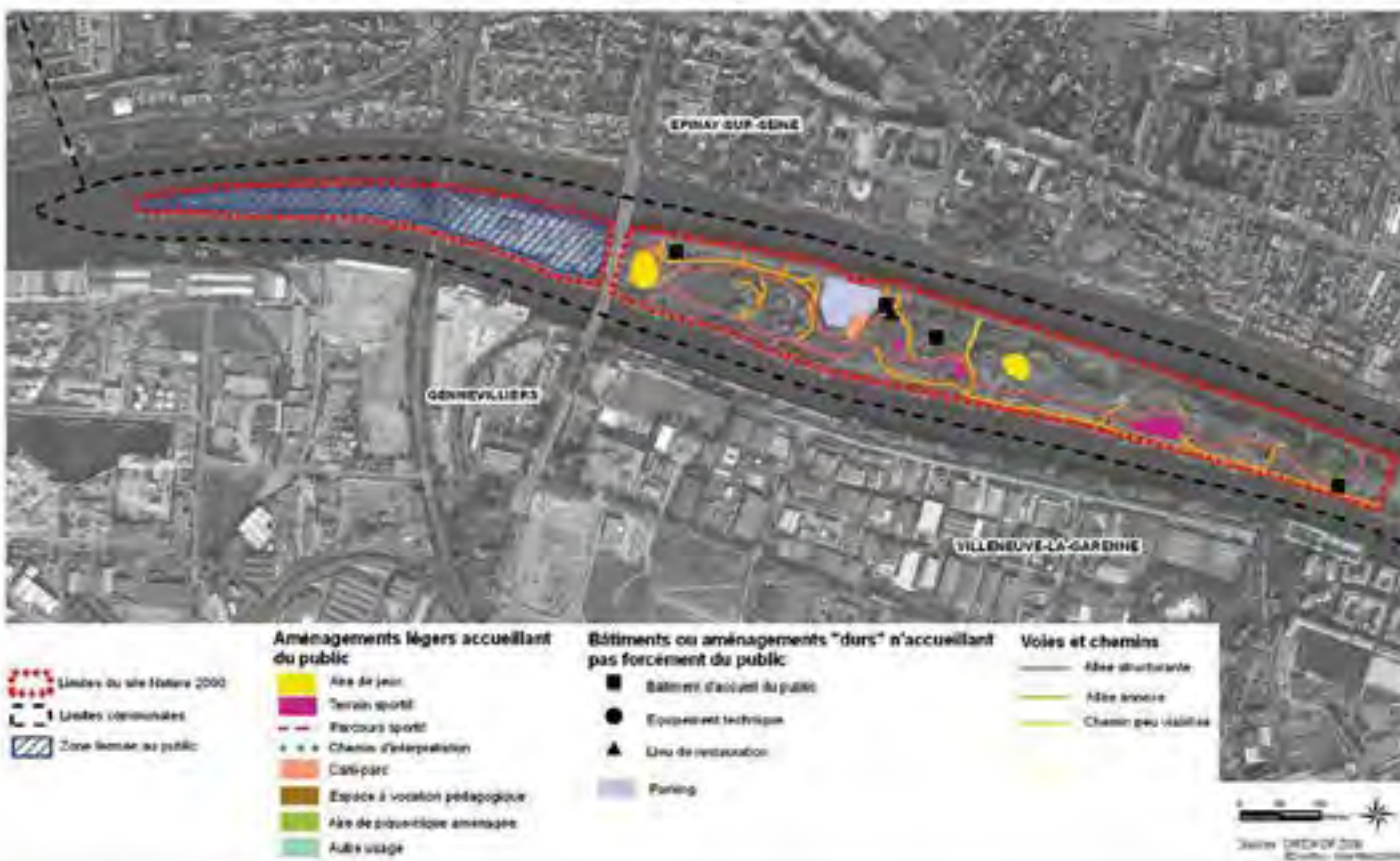 EPINAY-SUR-SEINE
GENNEVILLIERS
VILLENEUVE-LA-GARENNE
Limites du site Natura 2000
Limites communales
Zone fermée au public
Aménagements légers accueillant
du public
Aire de jeux
Terrain sportif
Parcours sportif
Chemin d'interprétation
Café-parc
Espace à vocation pédagogique
Aire de pique-nique aménagée
Autre usage
Bâtiments ou aménagements "durs" n'accueillant
pas forcément du public
Bâtiment d'accueil du public
Equipement technique
Lieu de restauration
Parking
Voies et chemins
Allée structurante
Allée annexe
Chemin peu viabilisé
0